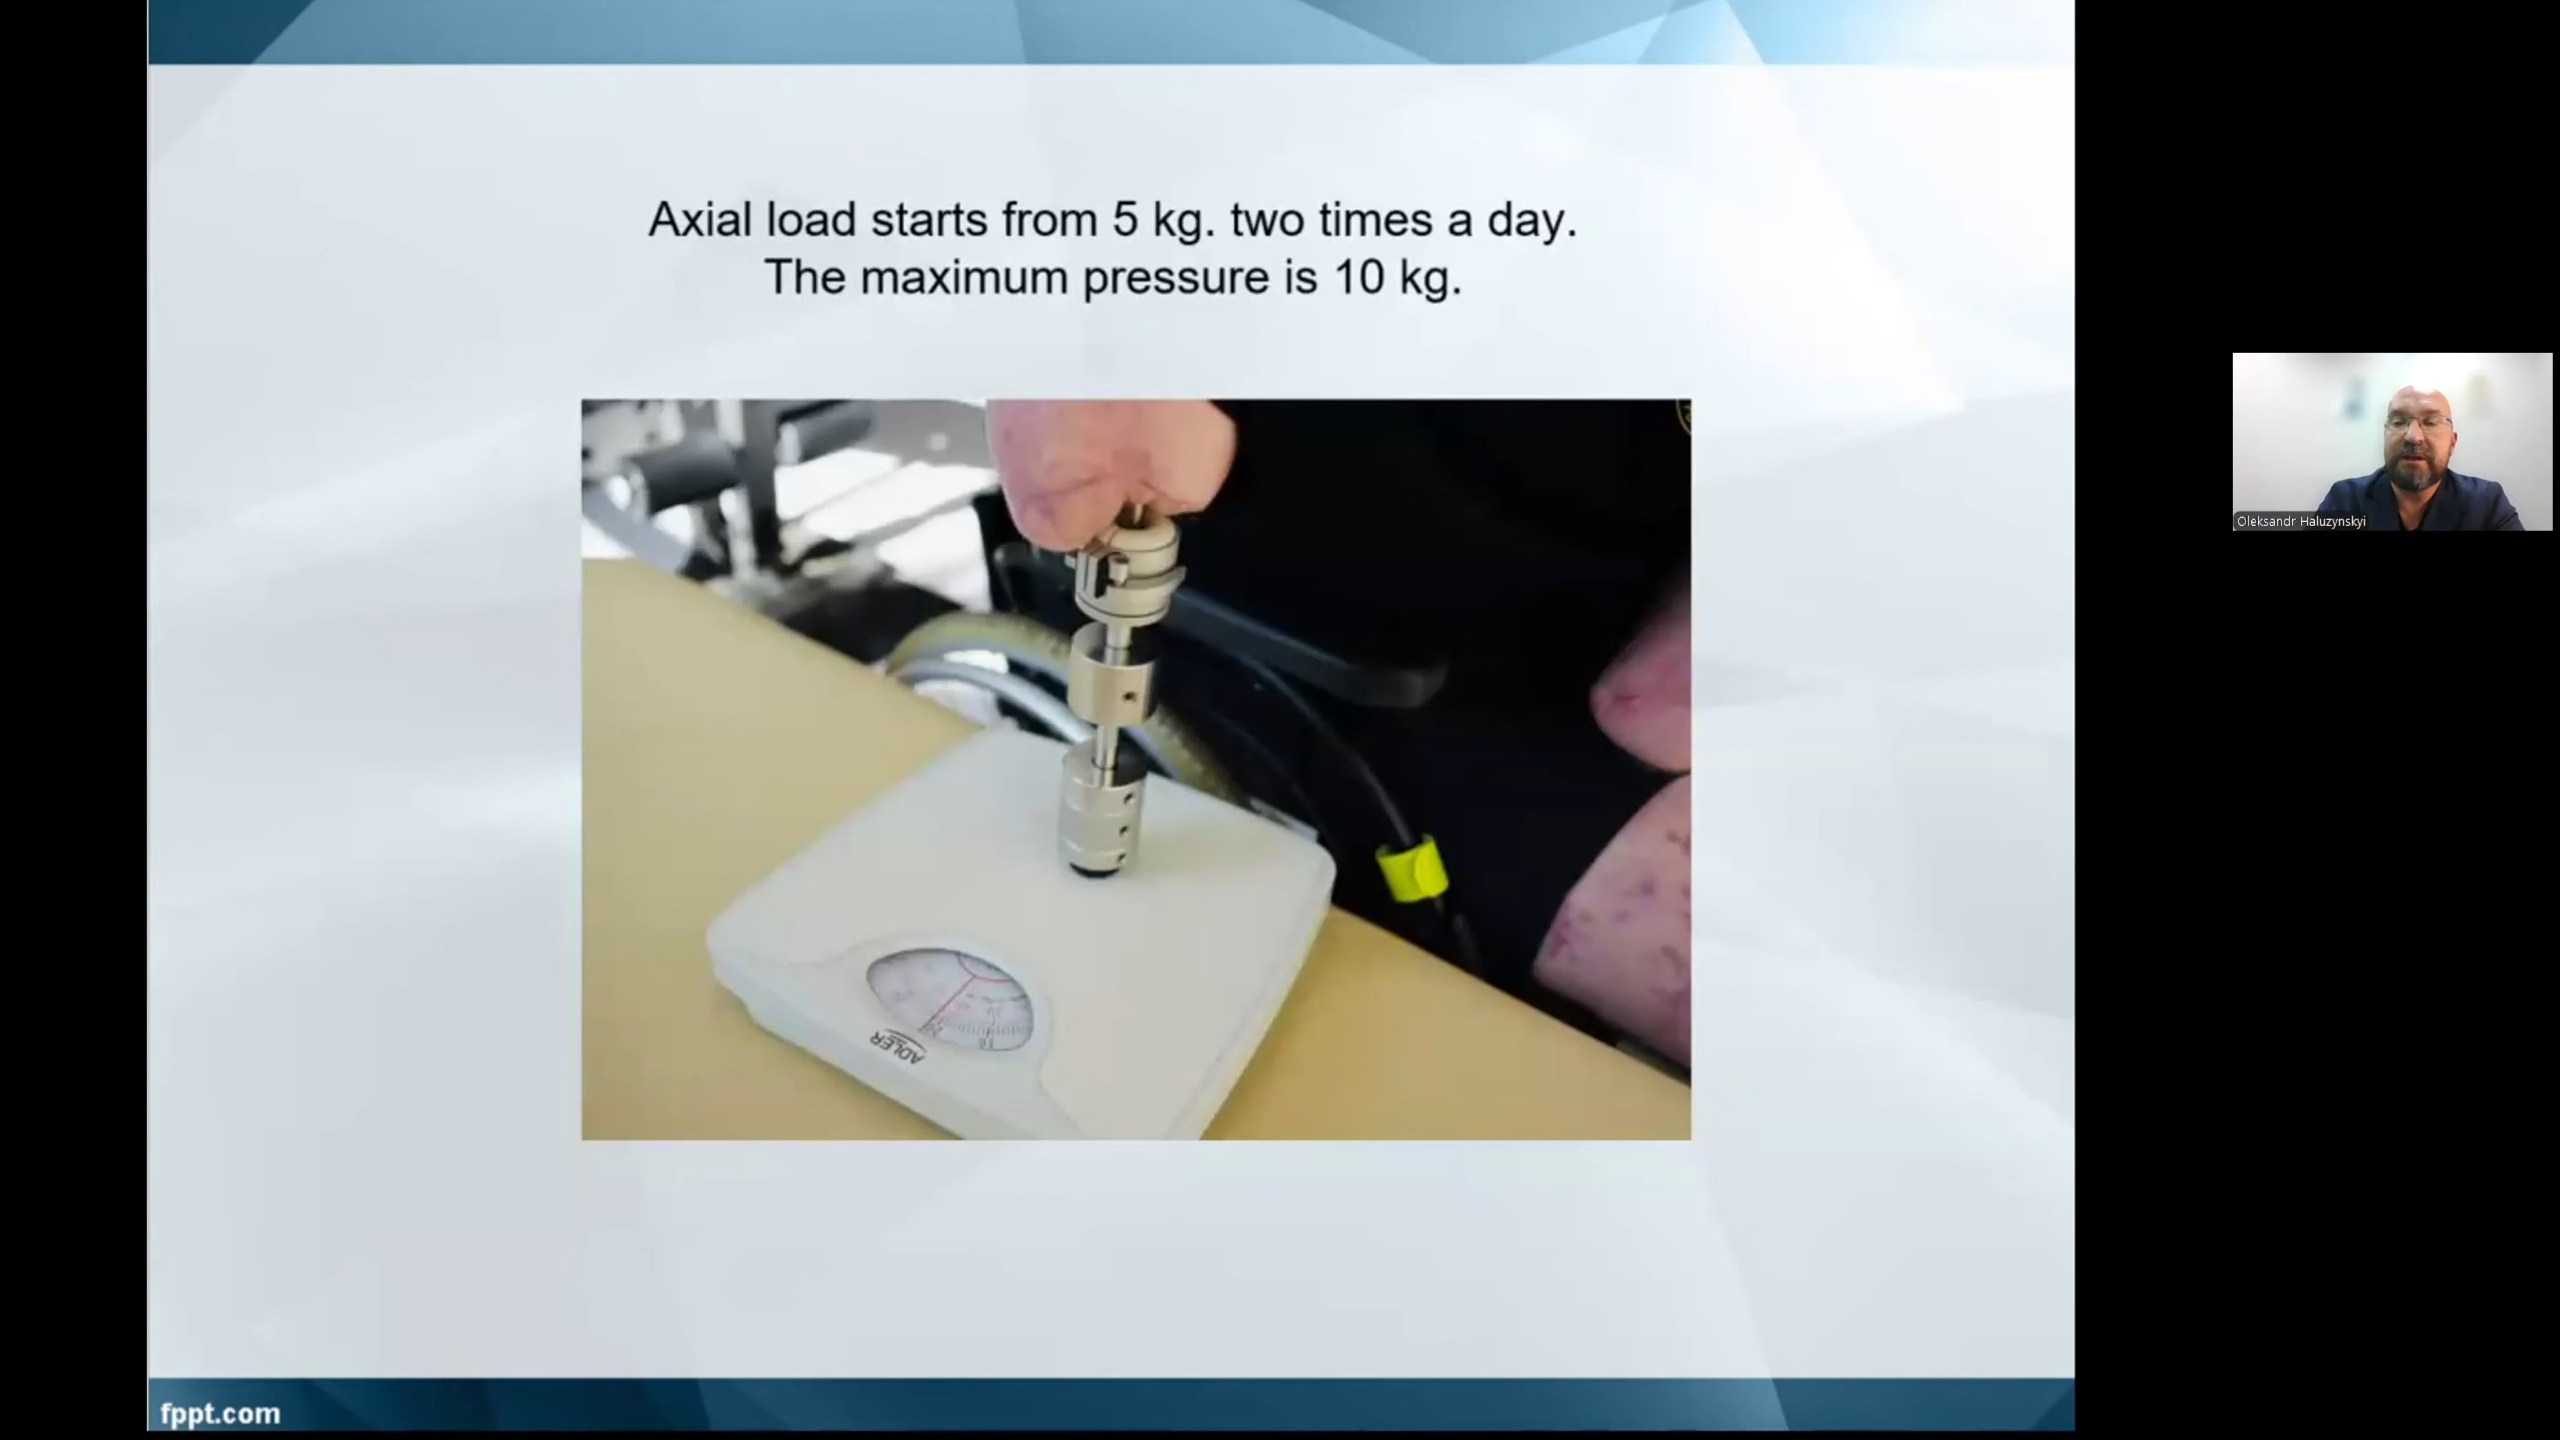 Axial load starts from 5 kg. two times a day.
The maximum pressure is 10 kg.
ADLER
Oleksandr Haluzynskyi
fppt.com